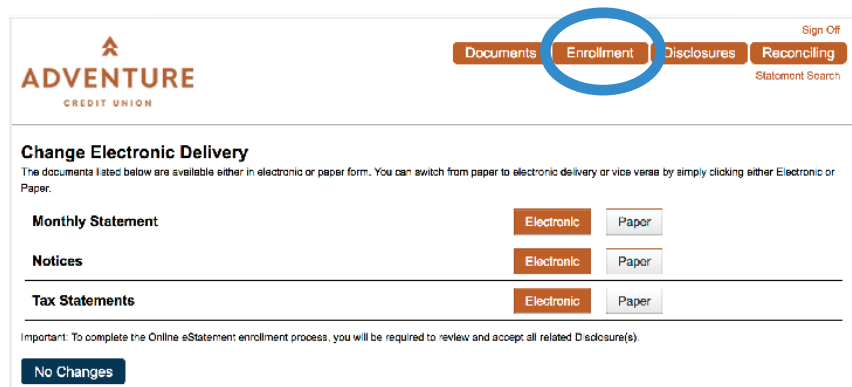 Sign Off
Documents Enrollment Disclosures Reconciling
Statement Search
ADVENTURE
CREDIT UNION
Change Electronic Delivery
The documents listed below are available either in electronic or paper form. You can switch from paper to electronic delivery or vice versa by simply clicking either Electronic or
Paper.
Monthly Statement Electronic Paper
Notices Electronic Paper
Tax Statements Electronic Paper
Important: To complete the Online eStatement enrollment process, you will be required to review and accept all related Disclosure(s).
No Changes